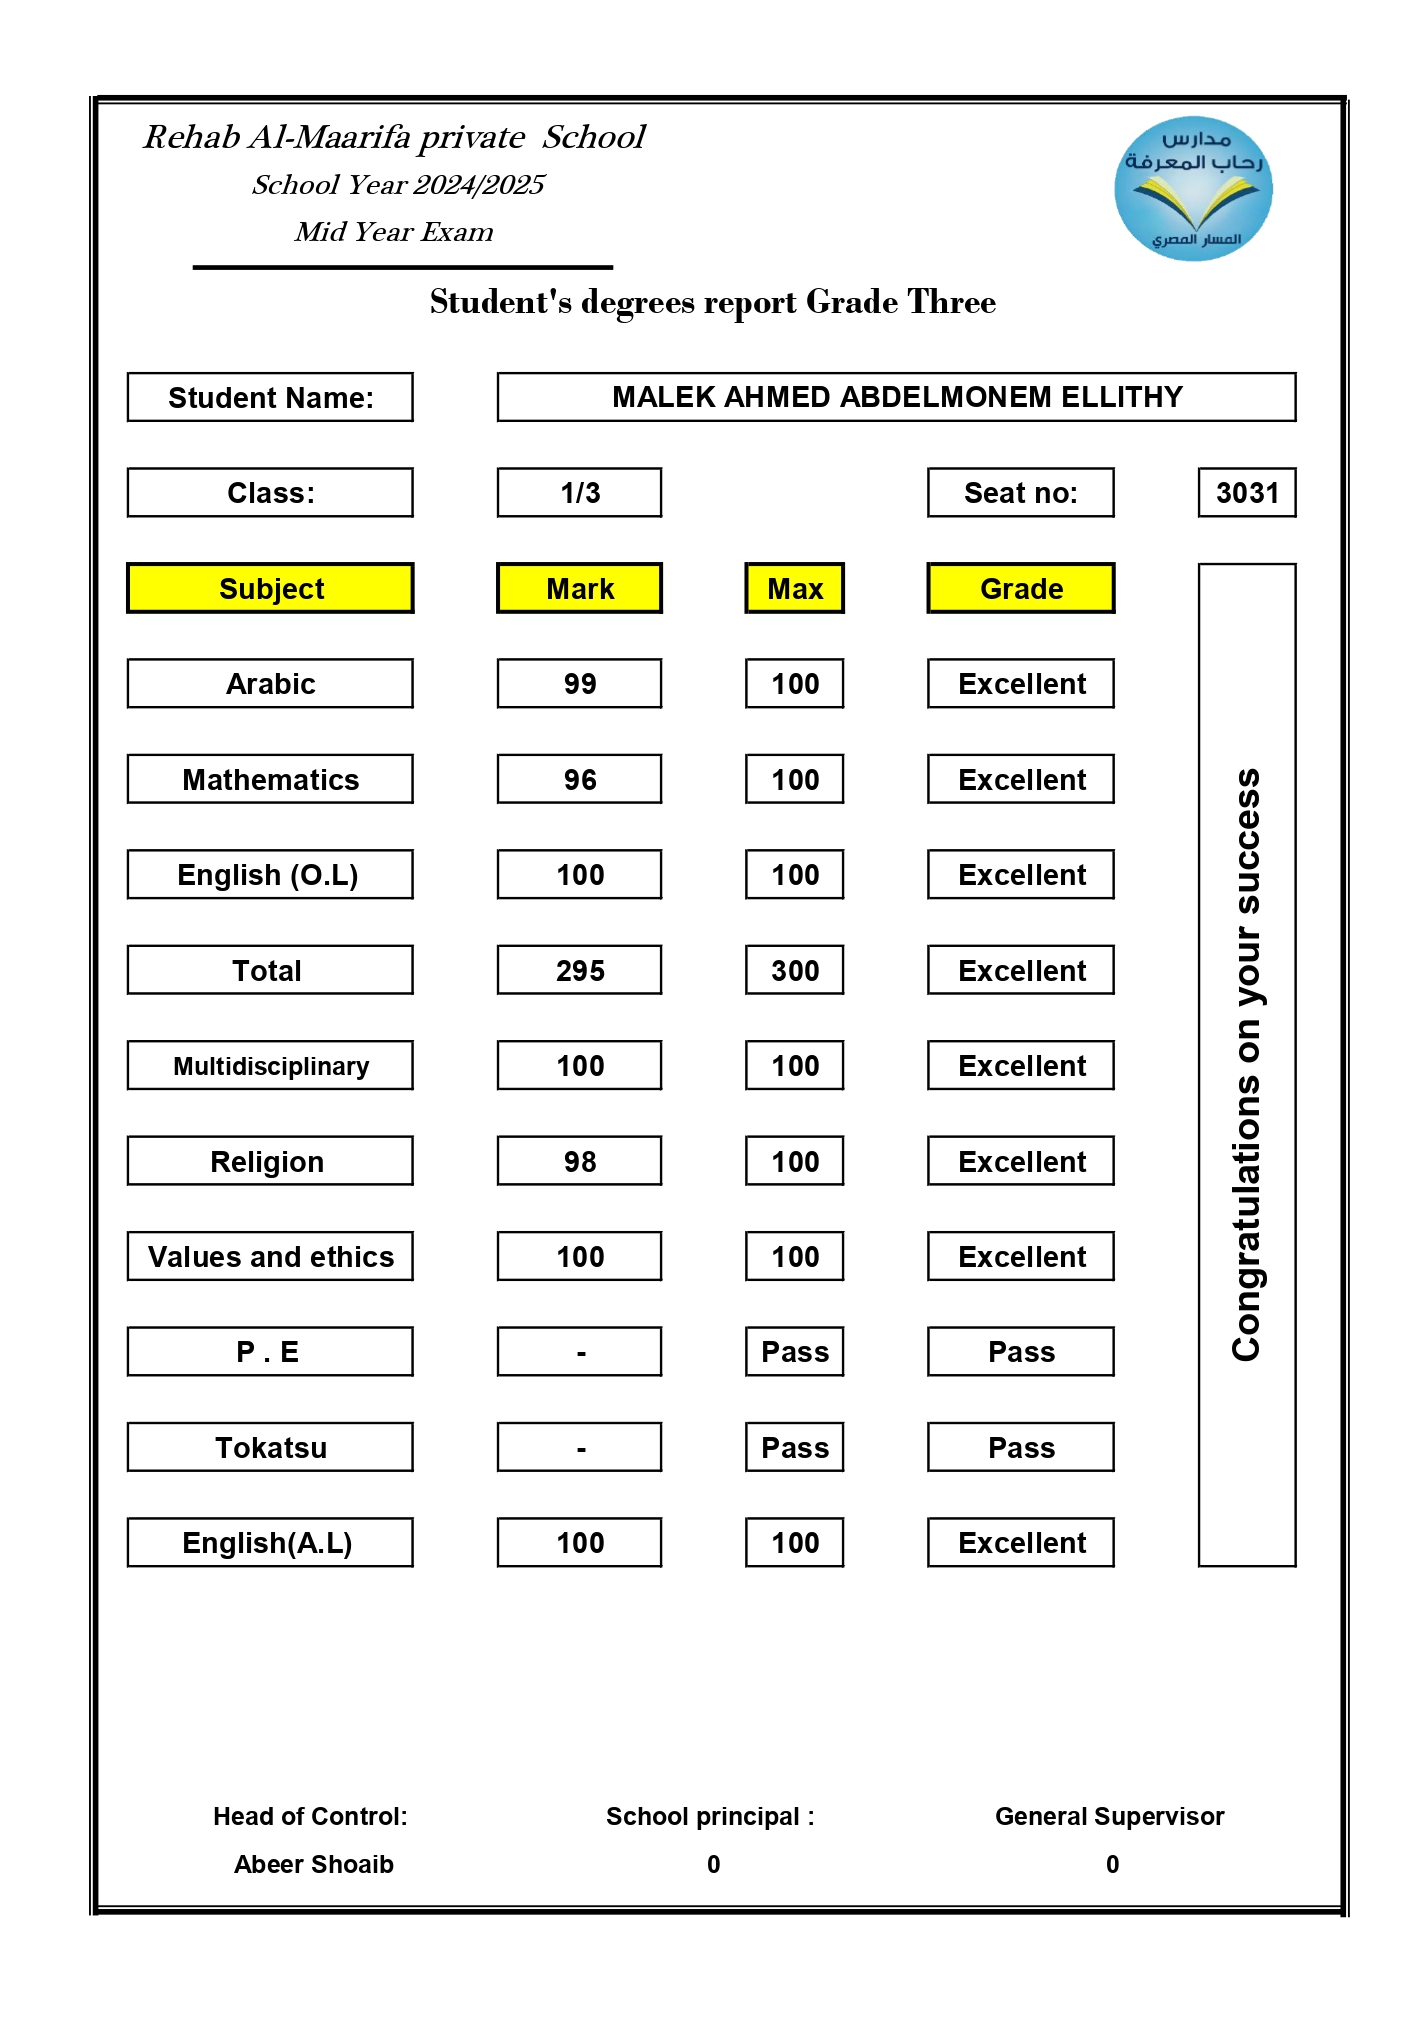 Rehab Al-Maarifa private School
School Year 2024/2025
Mid Year Exam
مدارس
رحاب المعرفة
المسار المصري
Student's degrees report Grade Three
Student Name: MALEK AHMED ABDELMONEM ELLITHY
Class: 1/3 Seat no: 3031
Subject Mark Max Grade
Arabic 99 100 Excellent
Mathematics 96 100 Excellent
English (O.L) 100 100 Excellent
Total 295 300 Excellent
Multidisciplinary 100 100 Excellent
Religion 98 100 Excellent
Values and ethics 100 100 Excellent
P . E - Pass Pass
Tokatsu - Pass Pass
English(A.L) 100 100 Excellent
Congratulations on your success
Head of Control: School principal : General Supervisor
Abeer Shoaib 0 0